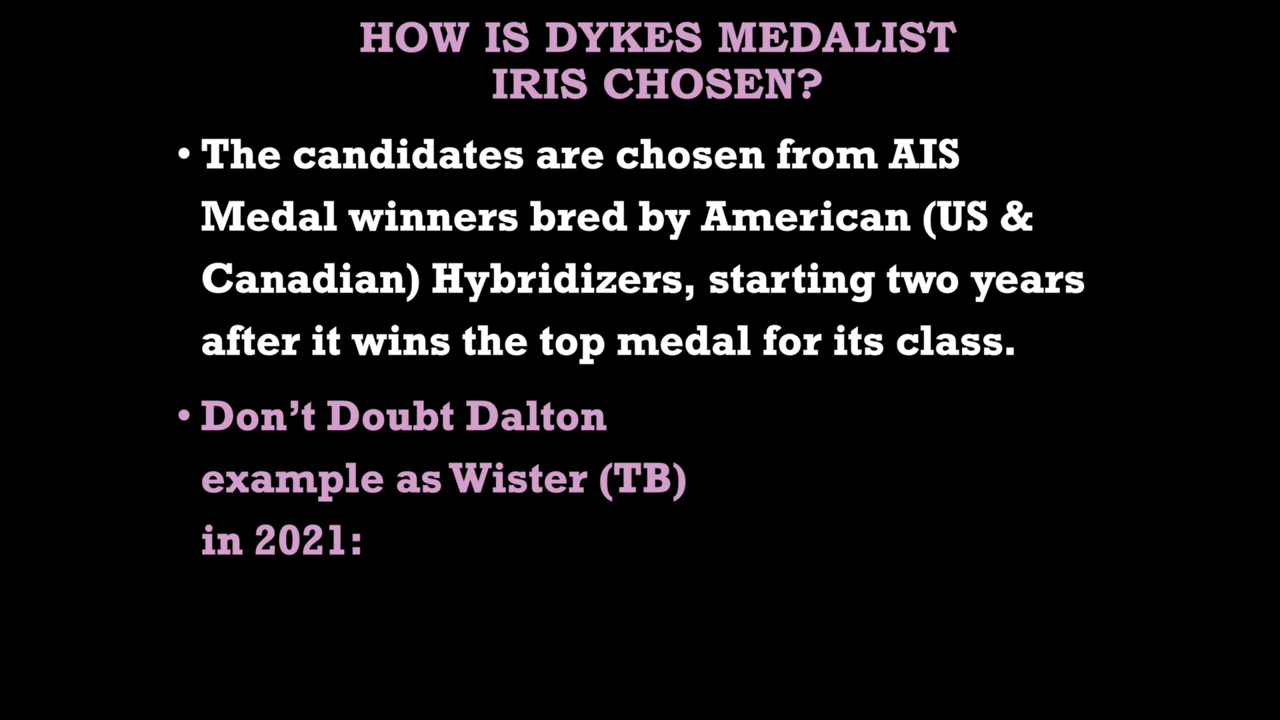 HOW IS DYKES MEDALIST
IRIS CHOSEN?
• The candidates are chosen from AIS
Medal winners bred by American (US &
Canadian) Hybridizers, starting two years
after it wins the top medal for its class.
• Don’t Doubt Dalton
example as Wister (TB)
in 2021: